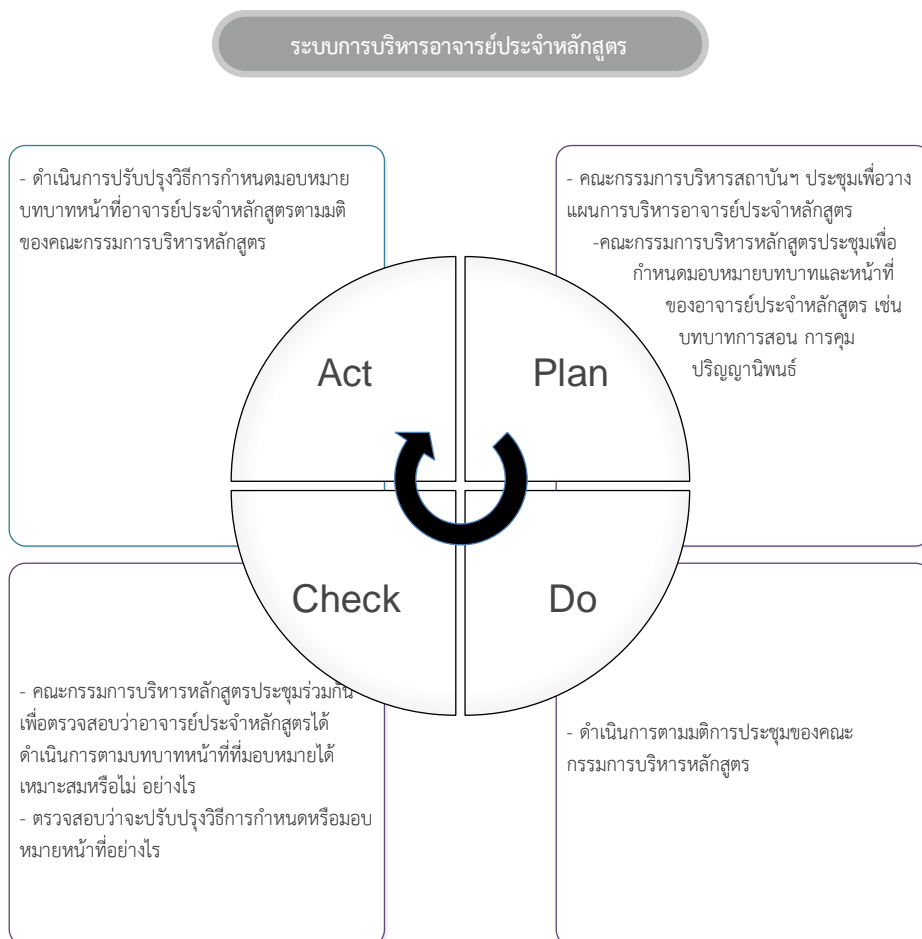 ระบบการบริหารอาจารย์ประจำหลักสูตร
- ดำเนินการปรับปรุงวิธีการกำหนดมอบหมาย
บทบาทหน้าที่อาจารย์ประจำหลักสูตรตามมติ
ของคณะกรรมการบริหารหลักสูตร
- คณะกรรมการบริหารสถาบันฯ ประชุมเพื่อวาง
แผนการบริหารอาจารย์ประจำหลักสูตร
-คณะกรรมการบริหารหลักสูตรประชุมเพื่อ
กำหนดมอบหมายบทบาทและหน้าที่
ของอาจารย์ประจำหลักสูตร เช่น
บทบาทการสอน การคุม
ปริญญานิพนธ์
Act
Plan
Check
Do
- คณะกรรมการบริหารหลักสูตรประชุมร่วมกัน
เพื่อตรวจสอบว่าอาจารย์ประจำหลักสูตรได้
ดำเนินการตามบทบาทหน้าที่ที่มอบหมายได้
เหมาะสมหรือไม่ อย่างไร
- ตรวจสอบว่าจะปรับปรุงวิธีการกำหนดหรือมอบ
หมายหน้าที่อย่างไร
- ดำเนินการตามมติการประชุมของคณะ
กรรมการบริหารหลักสูตร